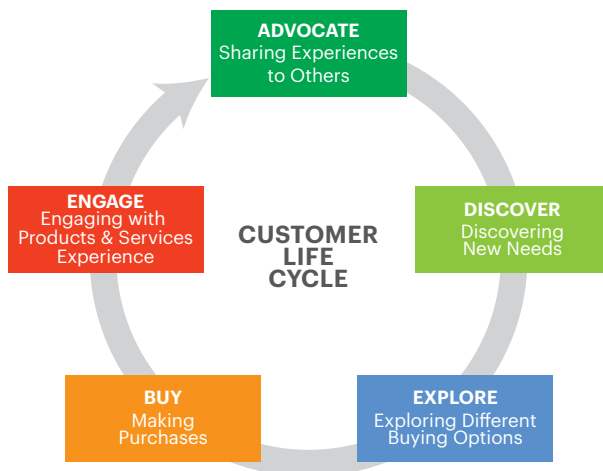 ADVOCATE
Sharing Experiences
to Others
DISCOVER
Discovering
New Needs
EXPLORE
Exploring Different
Buying Options
BUY
Making
Purchases
ENGAGE
Engaging with
Products & Services
Experience
CUSTOMER
LIFE
CYCLE